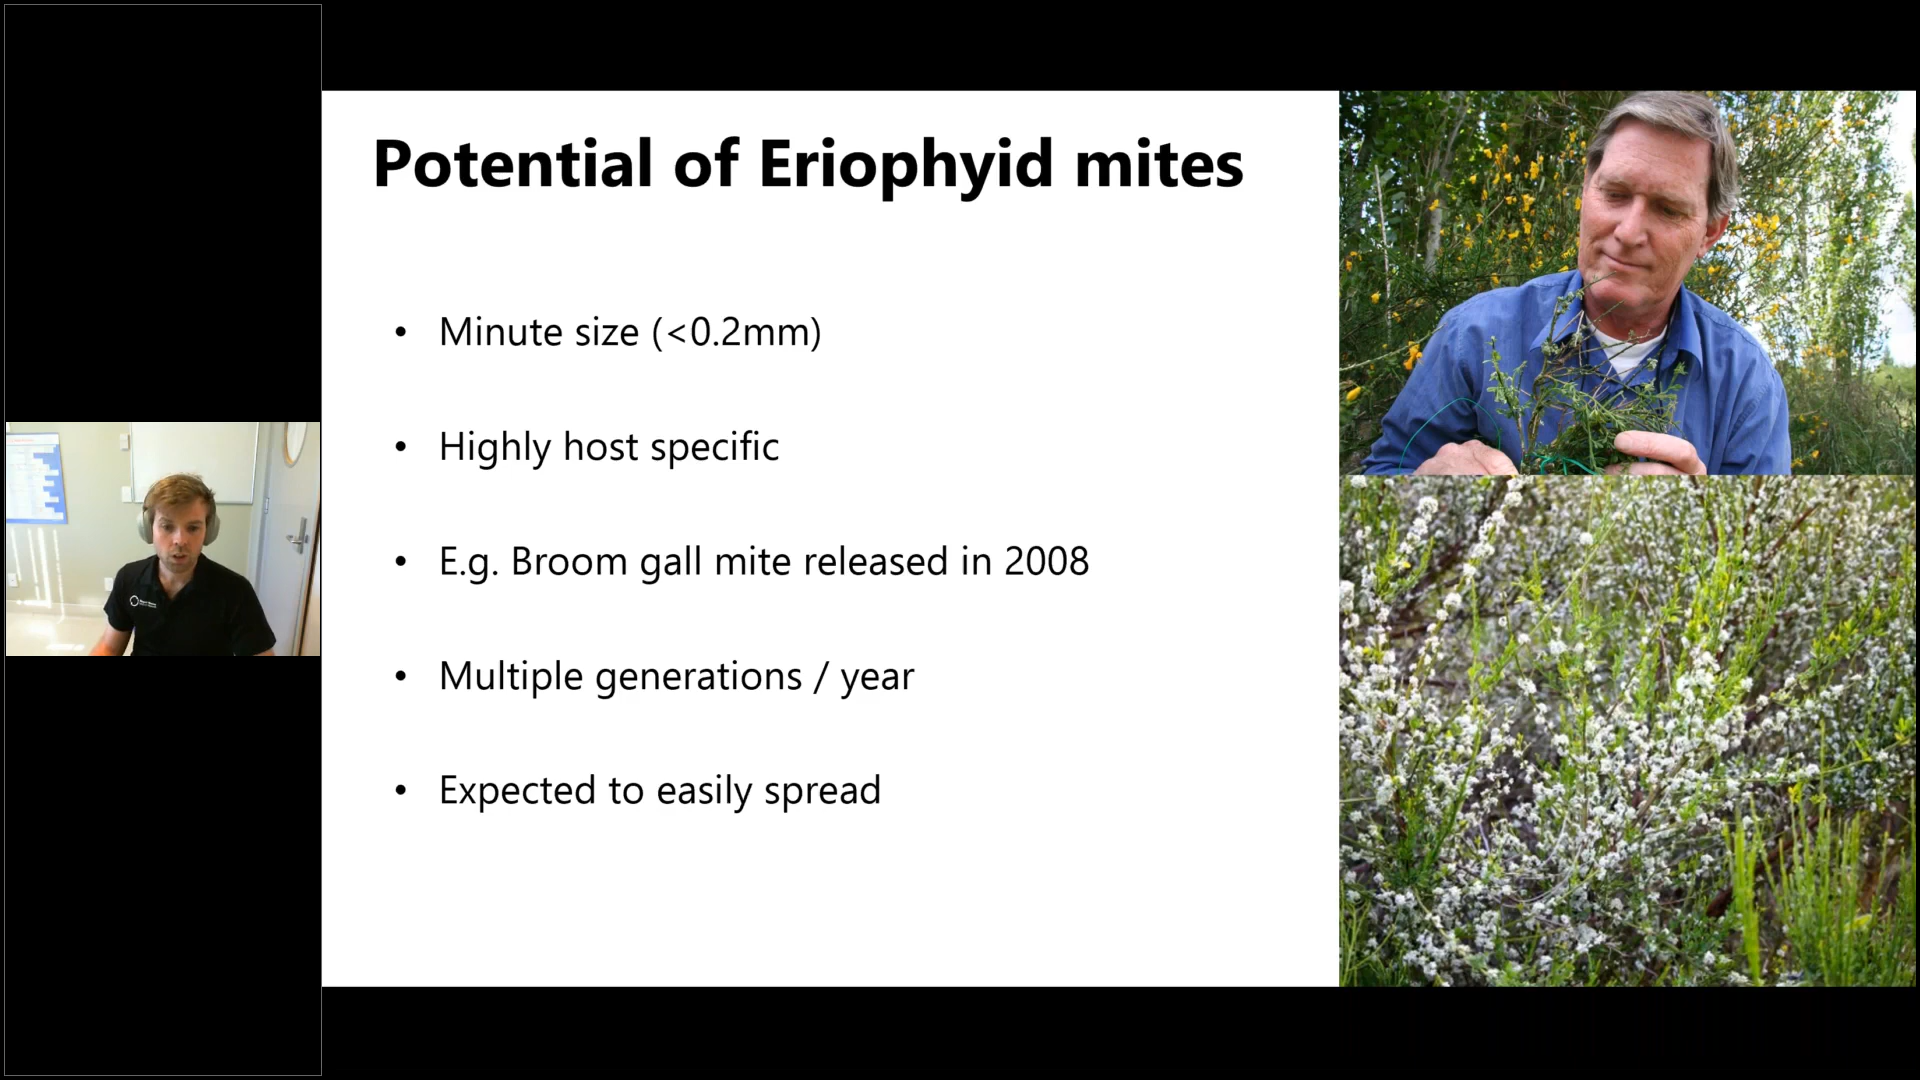 Potential of Eriophyid mites
• Minute size (<0.2mm)
• Highly host specific
• E.g. Broom gall mite released in 2008
• Multiple generations / year
• Expected to easily spread